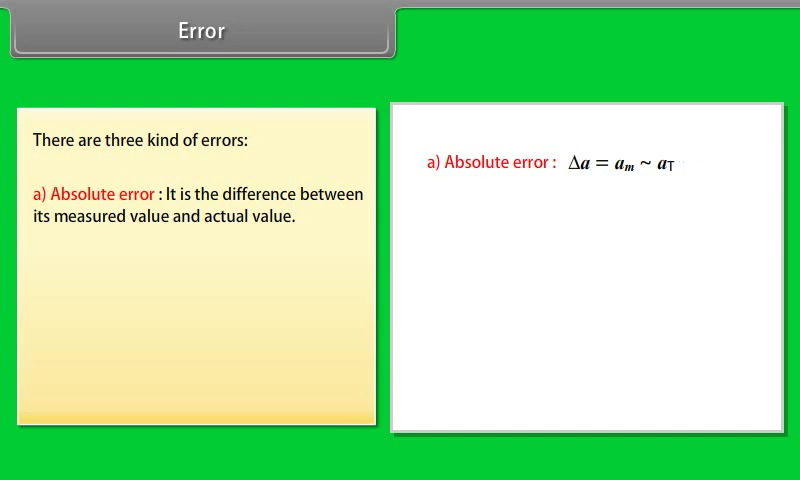 Error
There are three kind of errors:
a) Absolute error : It is the difference between
its measured value and actual value.
a) Absolute error : Δa = aₘ ~ a_T